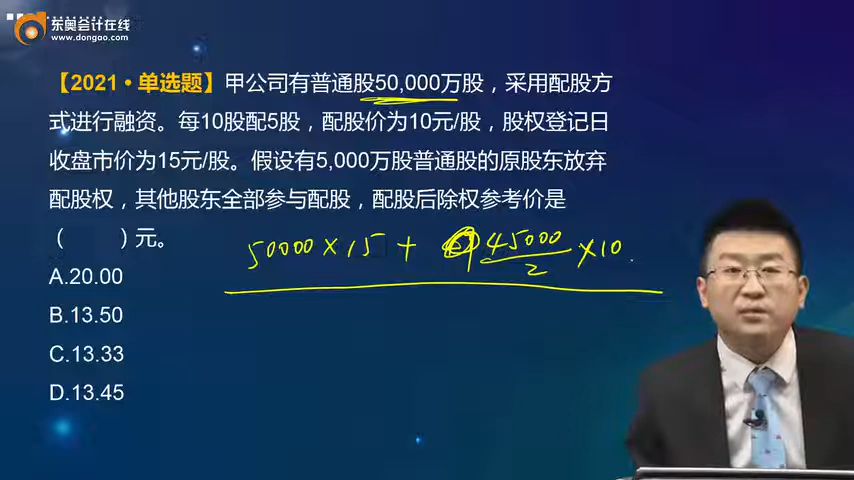 东奥会计在线
www.dongao.com
【2021 • 单选题】甲公司有普通股50,000万股，采用配股方
式进行融资。每10股配5股，配股价为10元/股，股权登记日
收盘市价为15元/股。假设有5,000万股普通股的原股东放弃
配股权，其他股东全部参与配股，配股后除权参考价是
（　　）元。
50000×15 + 45000/2 ×10
A.20.00
B.13.50
C.13.33
D.13.45